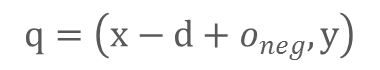 q = (x − d + o_neg, y)